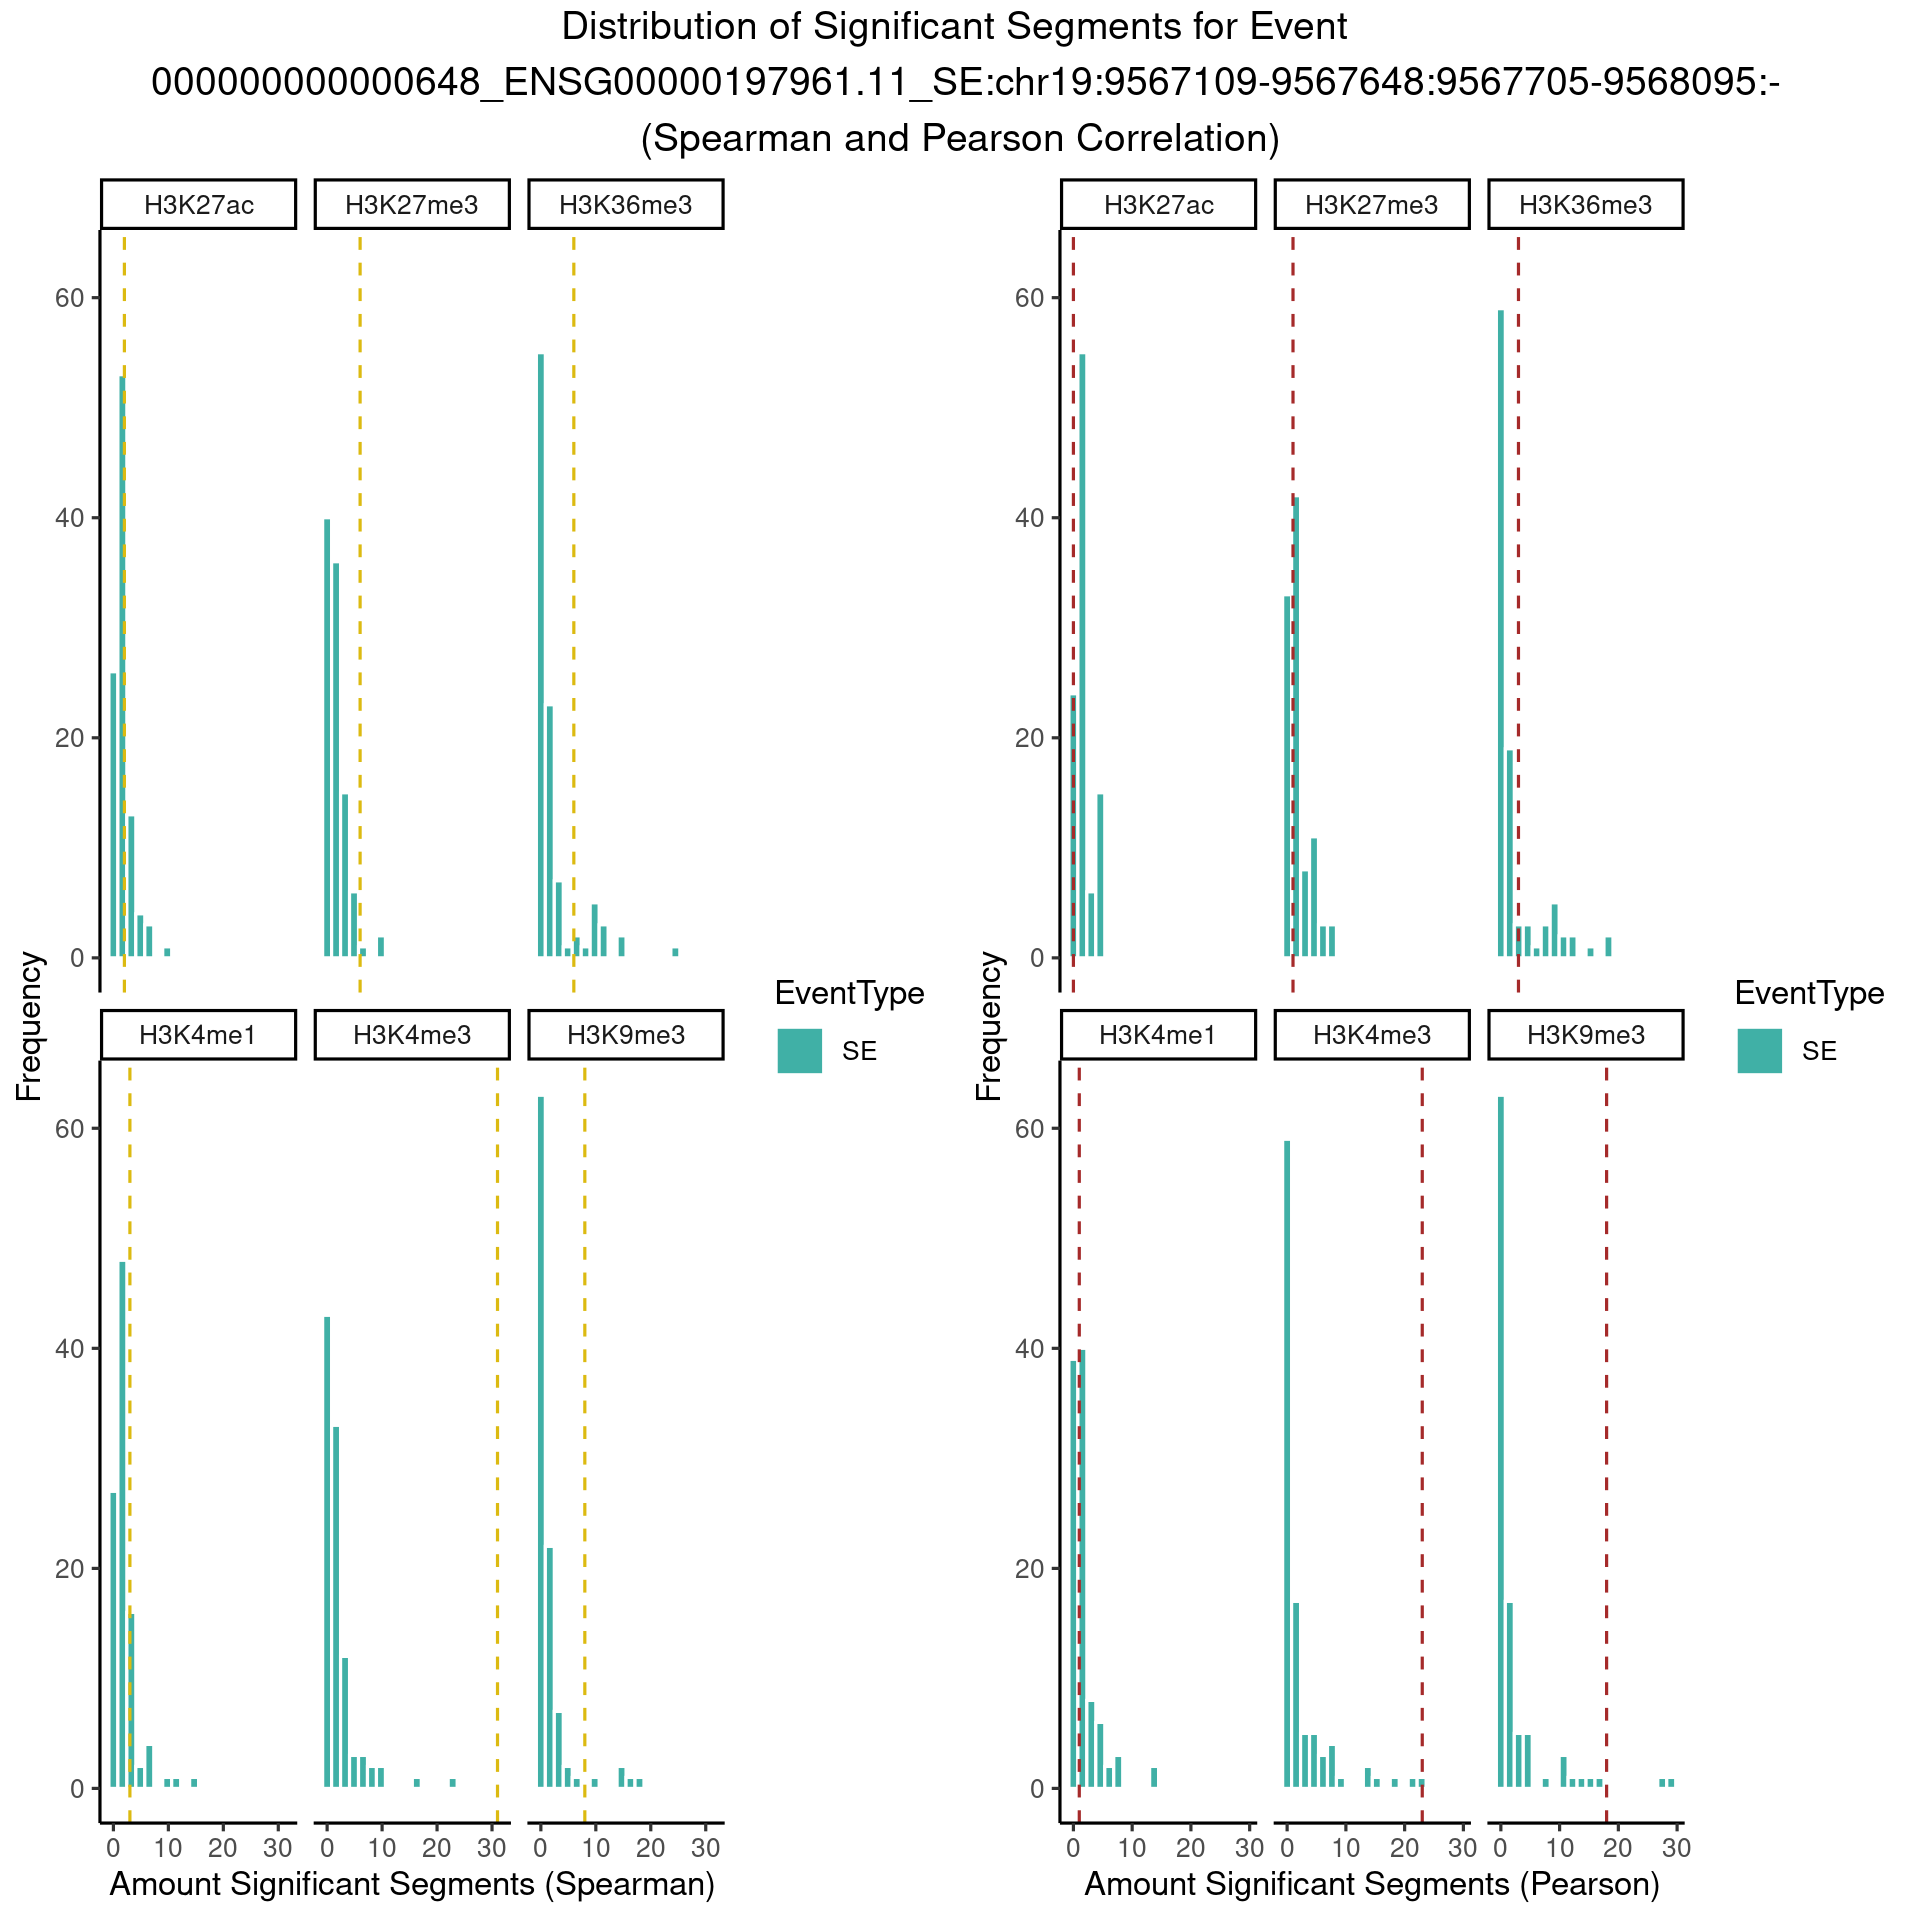 Distribution of Significant Segments for Event
000000000000648_ENSG00000197961.11_SE:chr19:9567109-9567648:9567705-9568095:-
(Spearman and Pearson Correlation)
H3K27ac H3K27me3 H3K36me3
60
40
20
0
H3K4me1 H3K4me3 H3K9me3
60
40
20
0
0 10 20 30 0 10 20 30 0 10 20 30
Frequency
Amount Significant Segments (Spearman)
EventType
SE
H3K27ac H3K27me3 H3K36me3
60
40
20
0
H3K4me1 H3K4me3 H3K9me3
60
40
20
0
0 10 20 30 0 10 20 30 0 10 20 30
Frequency
Amount Significant Segments (Pearson)
EventType
SE